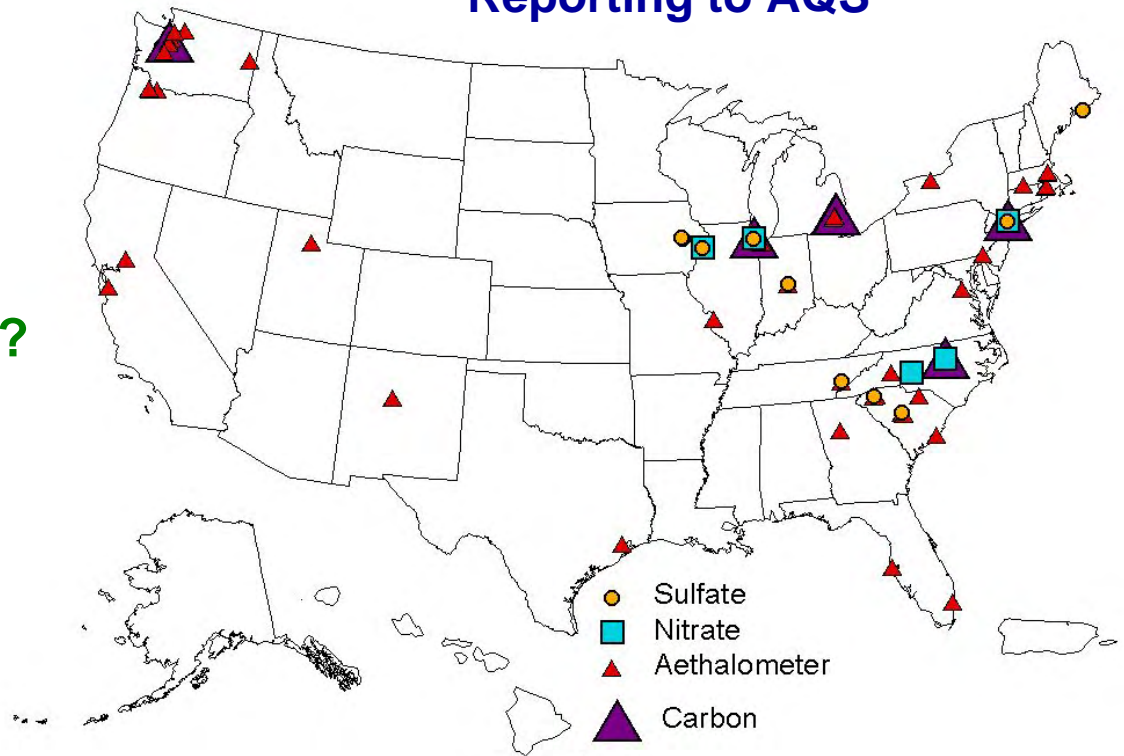 Reporting to AQS
?
Sulfate
Nitrate
Aethalometer
Carbon